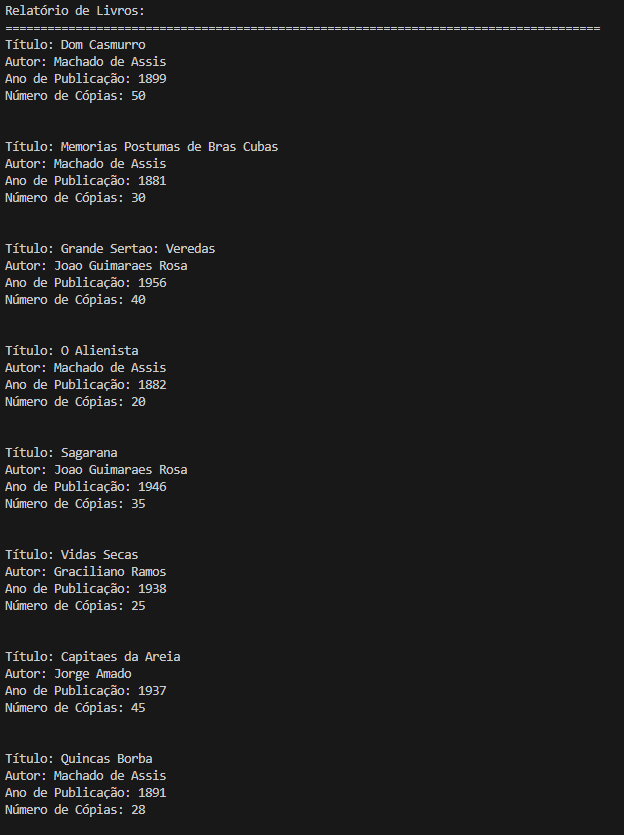 Relatório de Livros:
=====================================================================================
Título: Dom Casmurro
Autor: Machado de Assis
Ano de Publicação: 1899
Número de Cópias: 50
Título: Memorias Postumas de Bras Cubas
Autor: Machado de Assis
Ano de Publicação: 1881
Número de Cópias: 30
Título: Grande Sertao: Veredas
Autor: Joao Guimaraes Rosa
Ano de Publicação: 1956
Número de Cópias: 40
Título: O Alienista
Autor: Machado de Assis
Ano de Publicação: 1882
Número de Cópias: 20
Título: Sagarana
Autor: Joao Guimaraes Rosa
Ano de Publicação: 1946
Número de Cópias: 35
Título: Vidas Secas
Autor: Graciliano Ramos
Ano de Publicação: 1938
Número de Cópias: 25
Título: Capitaes da Areia
Autor: Jorge Amado
Ano de Publicação: 1937
Número de Cópias: 45
Título: Quincas Borba
Autor: Machado de Assis
Ano de Publicação: 1891
Número de Cópias: 28